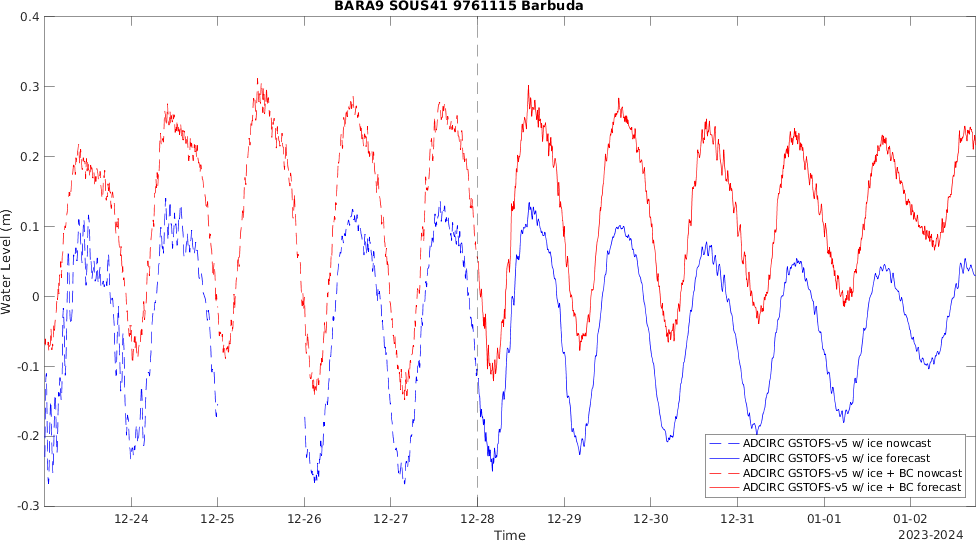 BARA9 SOUS41 9761115 Barbuda
0.4
0.3
0.2
0.1
0
-0.1
-0.2
-0.3
Water Level (m)
12-24 12-25 12-26 12-27 12-28 12-29 12-30 12-31 01-01 01-02
Time
2023-2024
ADCIRC GSTOFS-v5 w/ ice nowcast
ADCIRC GSTOFS-v5 w/ ice forecast
ADCIRC GSTOFS-v5 w/ ice + BC nowcast
ADCIRC GSTOFS-v5 w/ ice + BC forecast